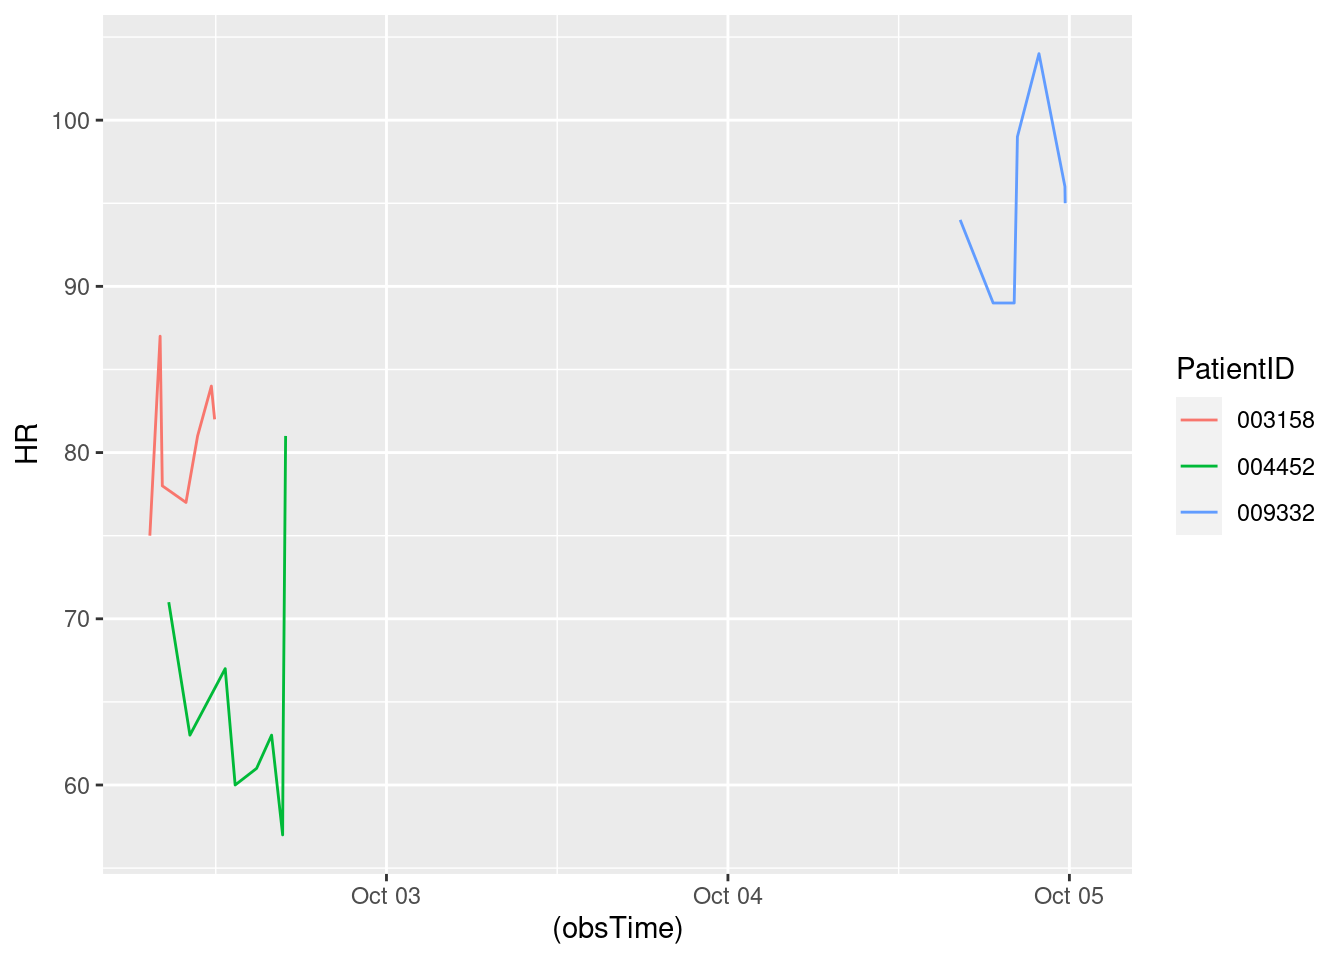 100
90
80
70
60
HR
Oct 03
Oct 04
Oct 05
(obsTime)
PatientID
003158
004452
009332